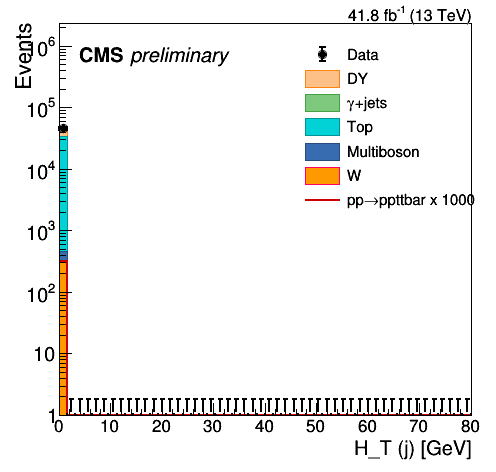 41.8 fb⁻¹ (13 TeV)
Events
CMS preliminary
Data
DY
γ+jets
Top
Multiboson
W
pp→ppttbar x 1000
10⁶
10⁵
10⁴
10³
10²
10
1
0 10 20 30 40 50 60 70 80
H_T (j) [GeV]